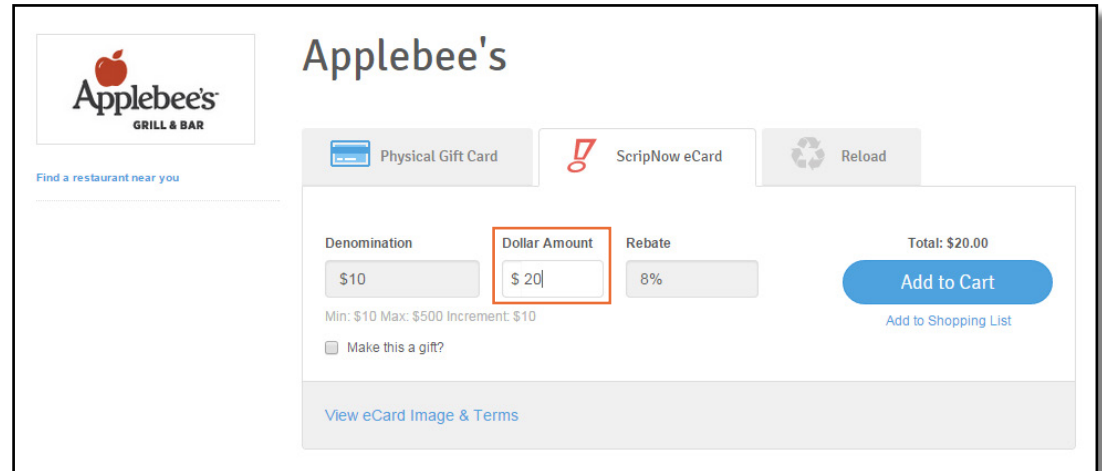 Applebee's
GRILL & BAR
Find a restaurant near you
Applebee's
Physical Gift Card
ScripNow eCard
Reload
Denomination
Dollar Amount
Rebate
$10
$ 20
8%
Min: $10 Max: $500 Increment: $10
Make this a gift?
Total: $20.00
Add to Cart
Add to Shopping List
View eCard Image & Terms